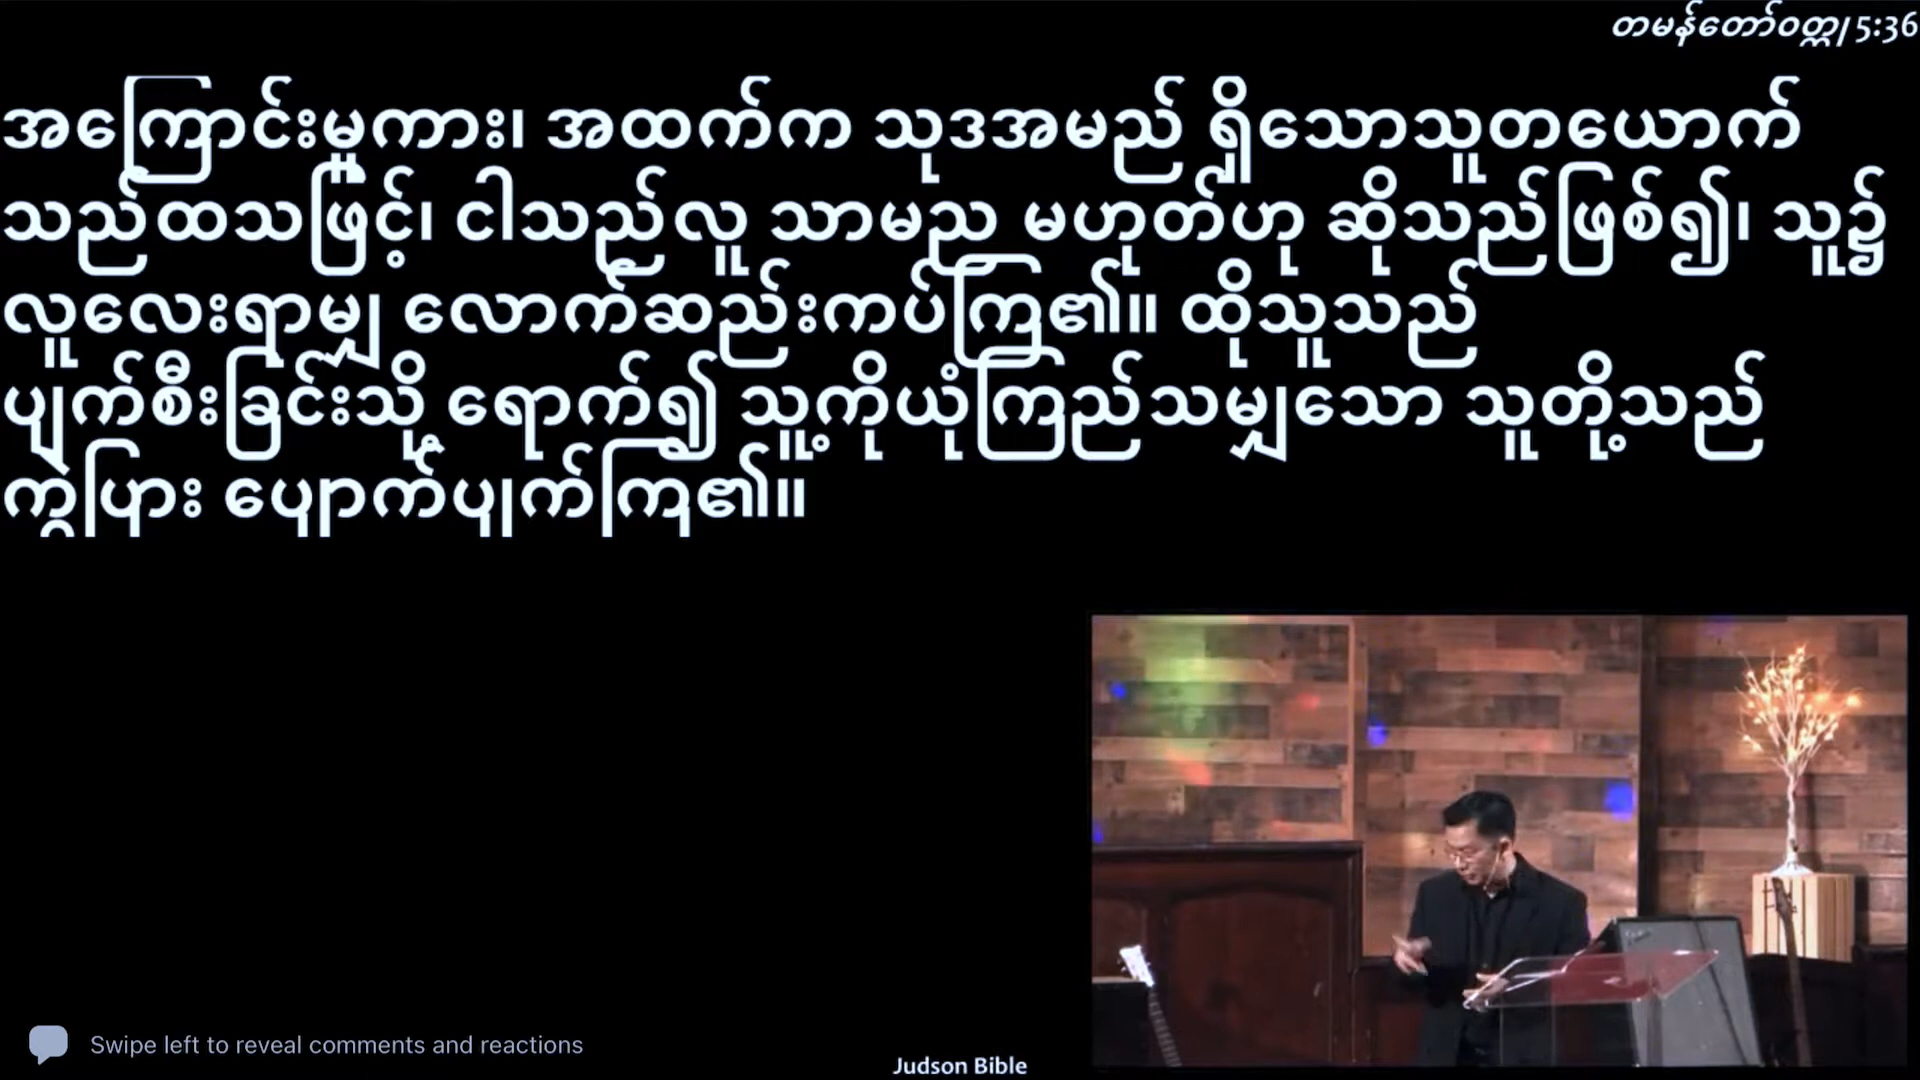 တမန်တော်ဝတ္ထု 5:36
အကြောင်းမူကား၊ အထက်က သုဒအမည် ရှိသောသူတယောက်
သည်ထသဖြင့်၊ ငါသည်လူ သာမည မဟုတ်ဟု ဆိုသည်ဖြစ်၍၊ သူ၌
လူလေးရာမျှ လောက်ဆည်းကပ်ကြ၏။ ထိုသူသည်
ပျက်စီးခြင်းသို့ ရောက်၍ သူ့ကိုယုံကြည်သမျှသော သူတို့သည်
ကွဲပြား ပျောက်ပျက်ကြ၏။
Swipe left to reveal comments and reactions
Judson Bible